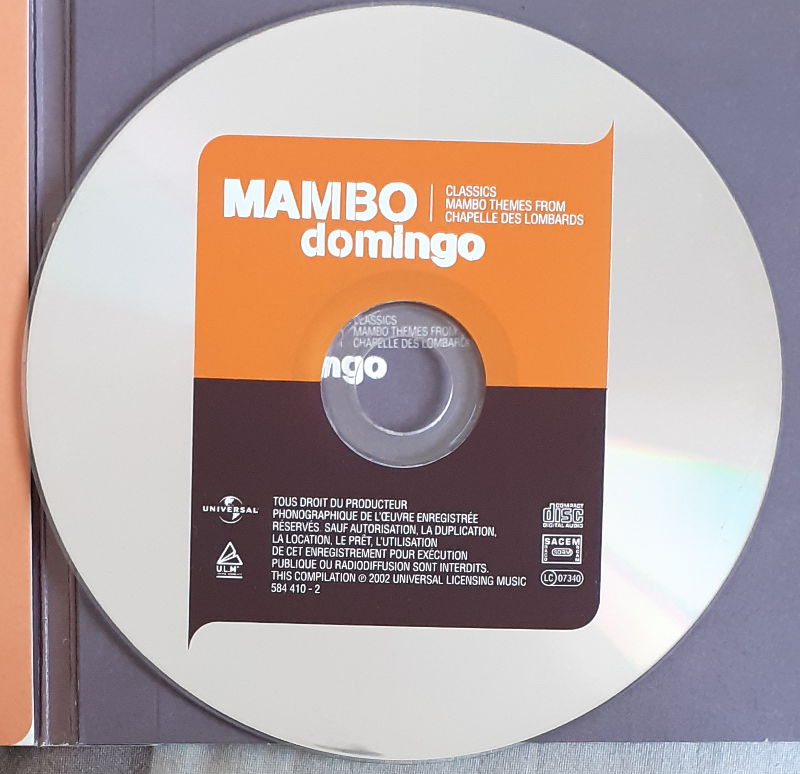 MAMBO
domingo
CLASSICS
MAMBO THEMES FROM
CHAPELLE DES LOMBARDS
CLASSICS
MAMBO THEMES FROM
CHAPELLE DES LOMBARDS
ngo
UNIVERSAL
U.L.M
TOUS DROIT DU PRODUCTEUR
PHONOGRAPHIQUE DE L'ŒUVRE ENREGISTRÉE
RÉSERVÉS. SAUF AUTORISATION, LA DUPLICATION,
LA LOCATION, LE PRÊT, L'UTILISATION
DE CET ENREGISTREMENT POUR EXÉCUTION
PUBLIQUE OU RADIODIFFUSION SONT INTERDITS.
THIS COMPILATION ℗ 2002 UNIVERSAL LICENSING MUSIC
584 410 - 2
COMPACT
disc
DIGITAL AUDIO
SACEM
SDRM
LC 07340